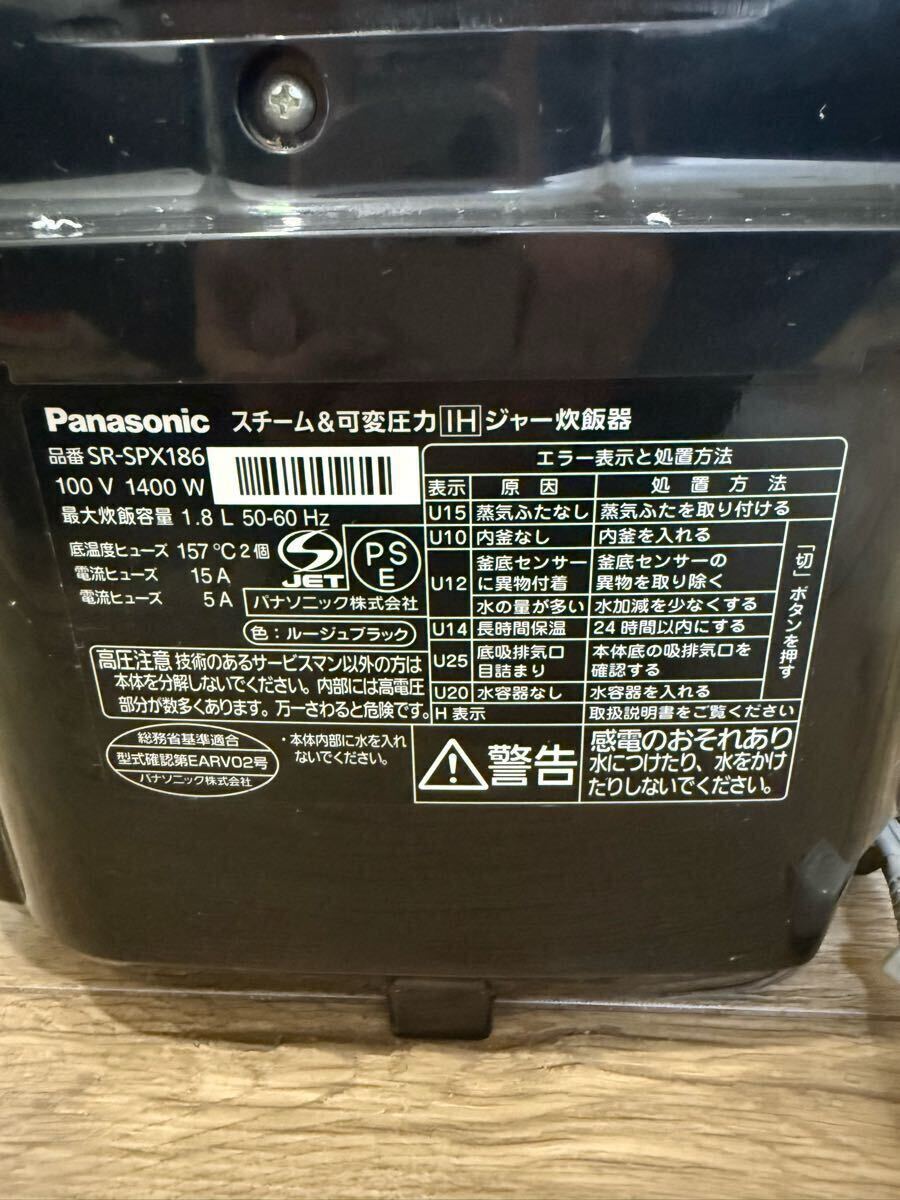 Panasonic スチーム&可変圧力IHジャー炊飯器
品番 SR-SPX186
100 V 1400 W
最大炊飯容量 1.8 L 50-60 Hz
底温度ヒューズ 157℃2個
電流ヒューズ 15 A
電流ヒューズ 5 A
S
JET
PS
E
パナソニック株式会社
色:ルージュブラック
高圧注意 技術のあるサービスマン以外の方は
本体を分解しないでください。内部には高電圧
部分が数多くあります。万一さわると危険です。
総務省基準適合
型式確認第EARV02号
パナソニック株式会社
・本体内部に水を入れ
ないでください。
エラー表示と処置方法
表示 原因 処置方法
U15 蒸気ふたなし 蒸気ふたを取り付ける
U10 内釜なし 内釜を入れる
U12 釜底センサー 釜底センサーの
に異物付着 異物を取り除く
水の量が多い 水加減を少なくする
U14 長時間保温 24時間以内にする
U25 底吸排気口 本体底の吸排気口を
目詰まり 確認する
U20 水容器なし 水容器を入れる
「切」ボタンを押す
H 表示 取扱説明書をご覧ください
警告
感電のおそれあり
水につけたり、水をかけ
たりしないでください。